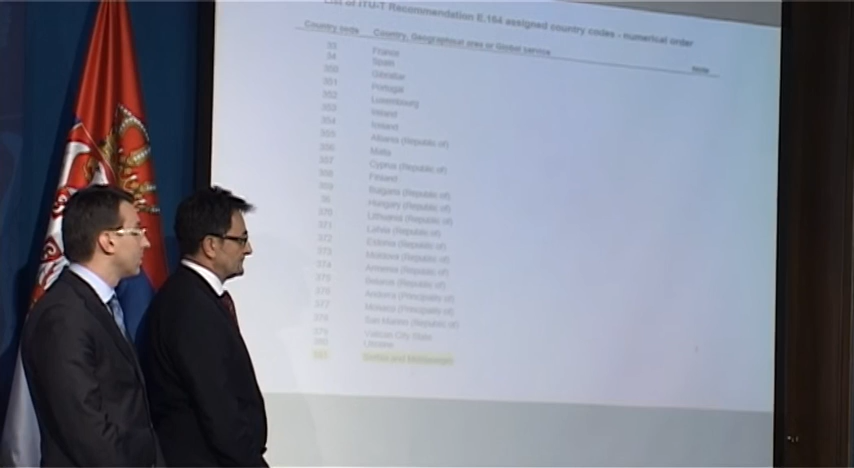 List of ITU-T Recommendation E.164 assigned country codes - numerical order
Country code Country, Geographical area or Global service Note
33 France
34 Spain
350 Gibraltar
351 Portugal
352 Luxembourg
353 Ireland
354 Iceland
355 Albania (Republic of)
356 Malta
357 Cyprus (Republic of)
358 Finland
359 Bulgaria (Republic of)
36 Hungary (Republic of)
370 Lithuania (Republic of)
371 Latvia (Republic of)
372 Estonia (Republic of)
373 Moldova (Republic of)
374 Armenia (Republic of)
375 Belarus (Republic of)
376 Andorra (Principality of)
377 Monaco (Principality of)
378 San Marino (Republic of)
379 Vatican City State
380 Ukraine
381 Serbia and Montenegro